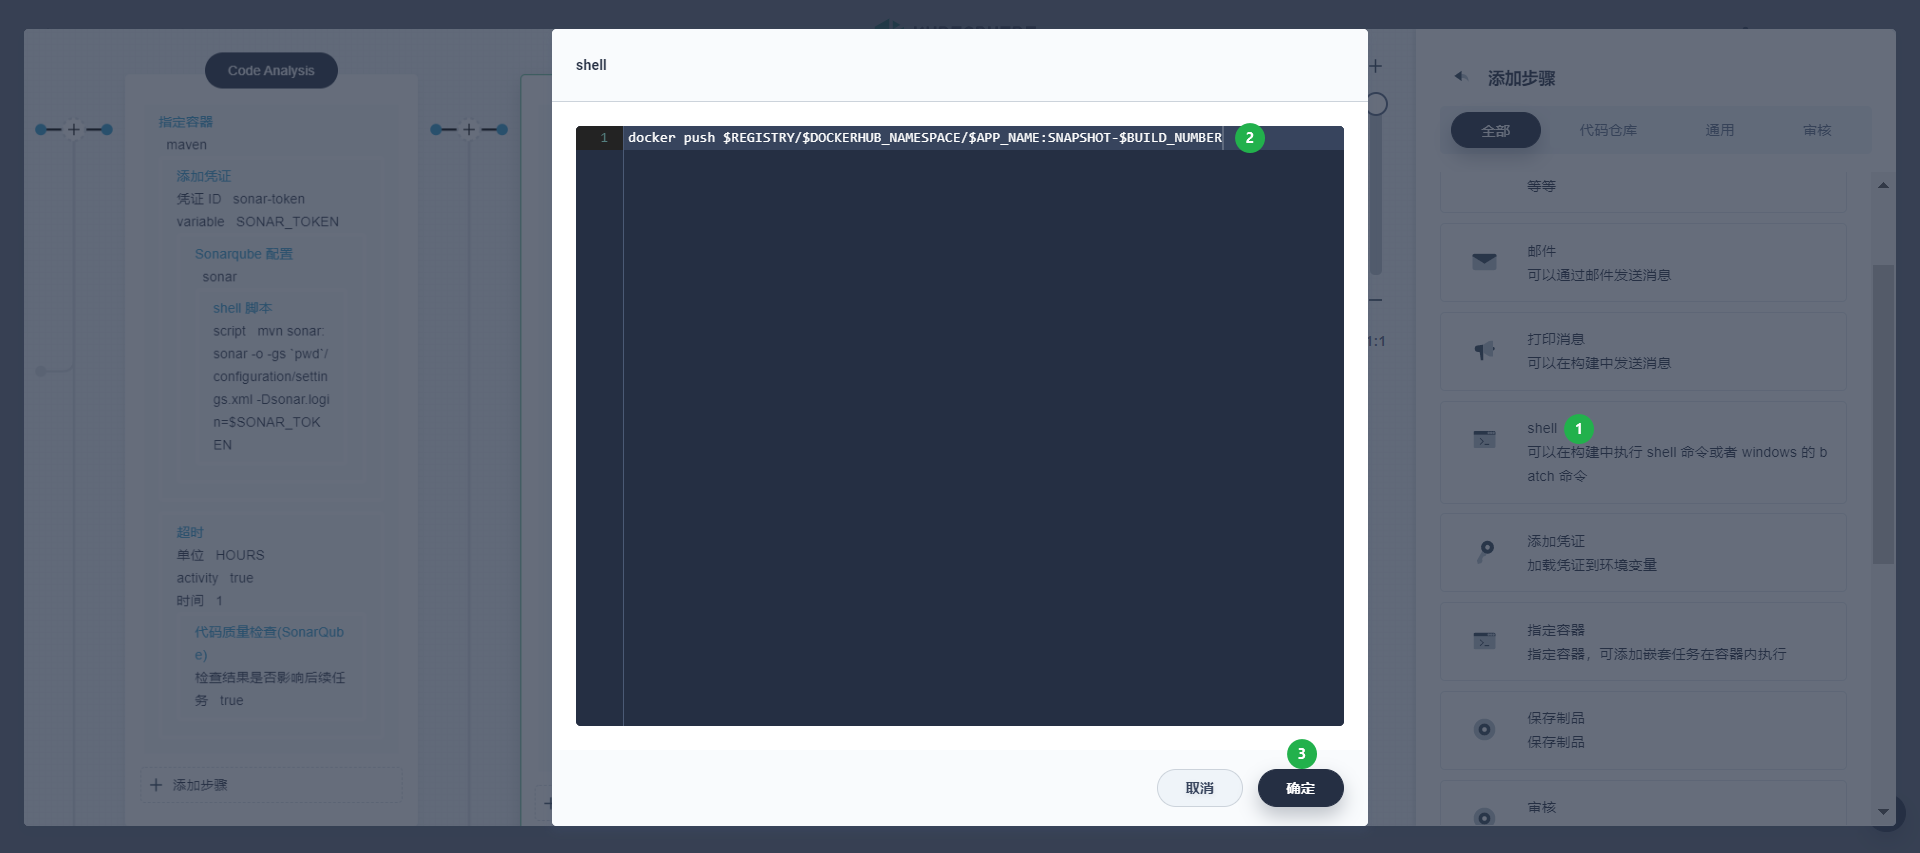 Code Analysis
指定容器
maven
添加凭证
凭证 ID sonar-token
variable SONAR_TOKEN
Sonarqube 配置
sonar
shell 脚本
script mvn sonar:
sonar -o -gs `pwd`/
configuration/settin
gs.xml -Dsonar.logi
n=$SONAR_TOK
EN
超时
单位 HOURS
activity true
时间 1
代码质量检查(SonarQub
e)
检查结果是否影响后续任
务 true
添加步骤
shell
1 docker push $REGISTRY/$DOCKERHUB_NAMESPACE/$APP_NAME:SNAPSHOT-$BUILD_NUMBER 2
3
取消 确定
1:1
添加步骤
全部 代码仓库 通用 审核
等等
邮件
可以通过邮件发送消息
打印消息
可以在构建中发送消息
shell 1
可以在构建中执行 shell 命令或者 windows 的 b
atch 命令
添加凭证
加载凭证到环境变量
指定容器
指定容器，可添加嵌套任务在容器内执行
保存制品
保存制品
审核